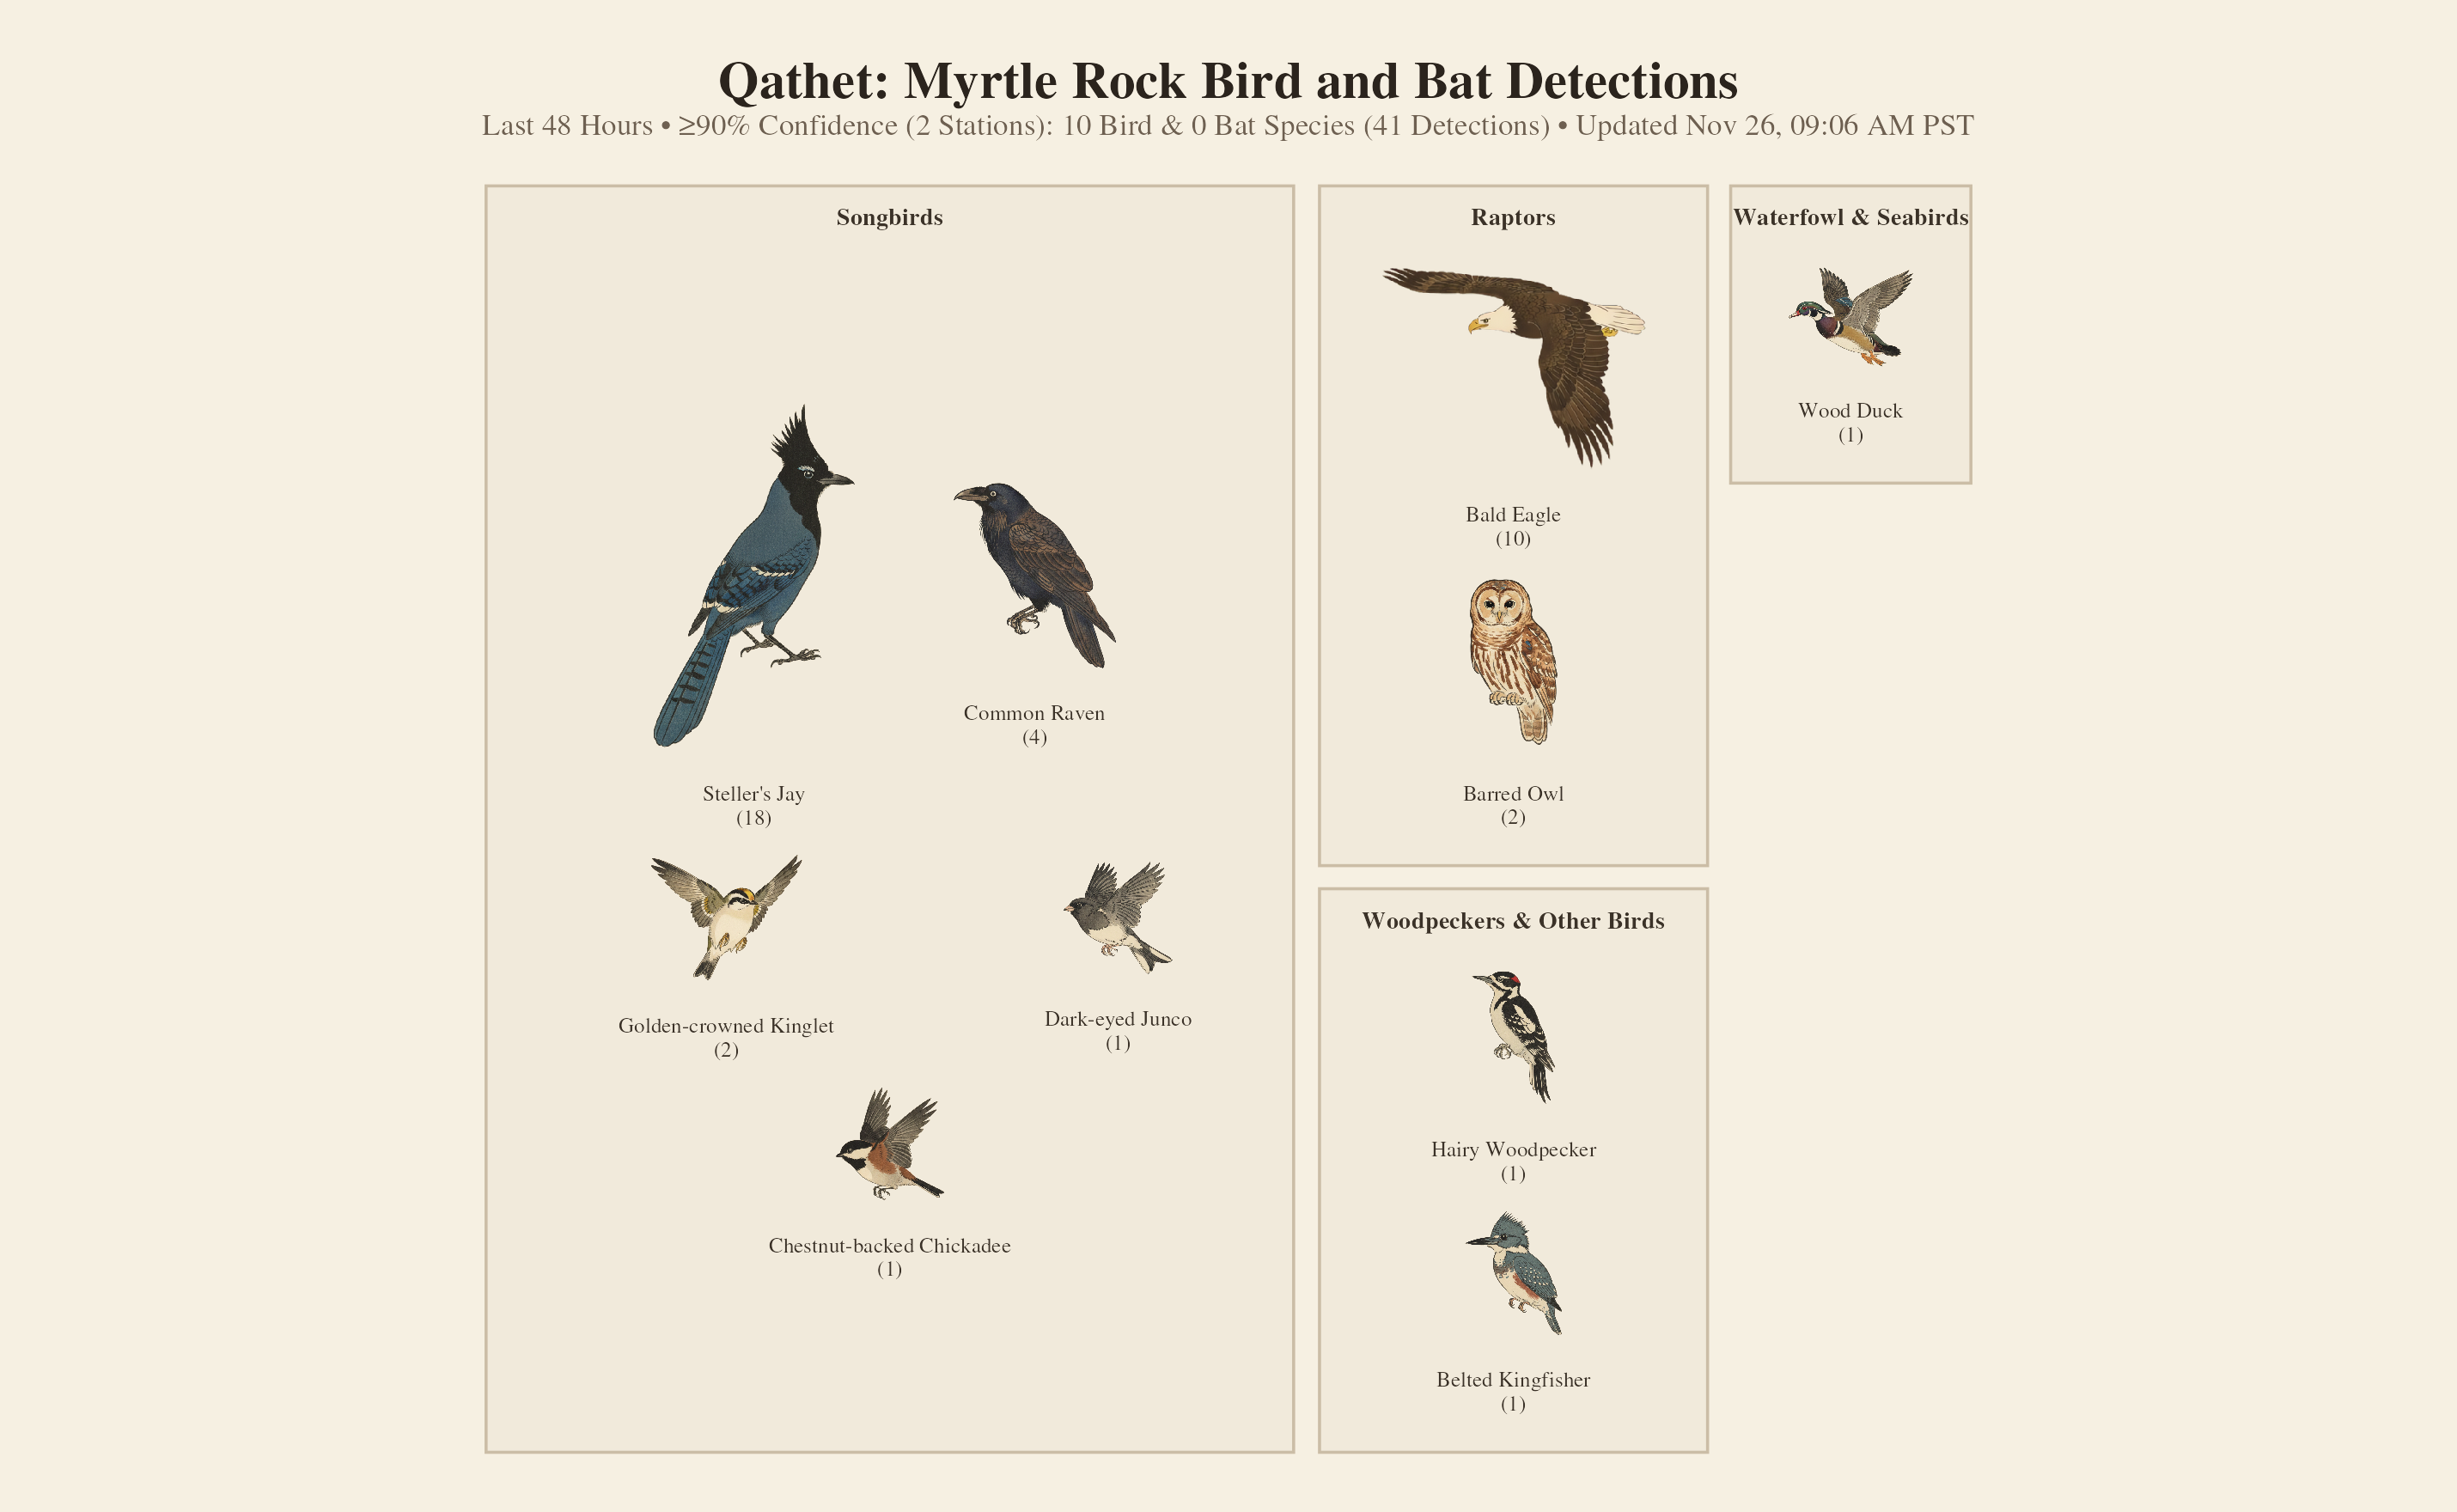 Qathet: Myrtle Rock Bird and Bat Detections
Last 48 Hours • ≥90% Confidence (2 Stations): 10 Bird & 0 Bat Species (41 Detections) • Updated Nov 26, 09:06 AM PST
Songbirds
Steller's Jay
(18)
Common Raven
(4)
Golden-crowned Kinglet
(2)
Dark-eyed Junco
(1)
Chestnut-backed Chickadee
(1)
Raptors
Bald Eagle
(10)
Barred Owl
(2)
Woodpeckers & Other Birds
Hairy Woodpecker
(1)
Belted Kingfisher
(1)
Waterfowl & Seabirds
Wood Duck
(1)